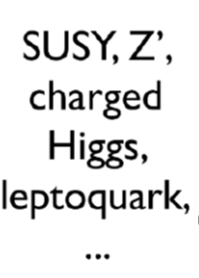 SUSY, Z’,
charged
Higgs,
leptoquark,
...